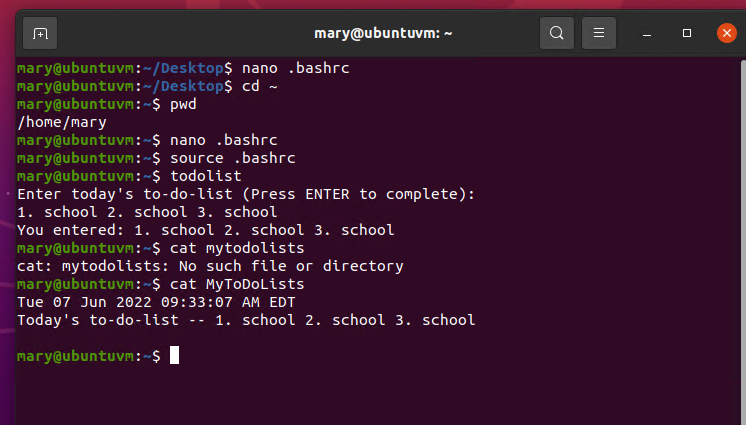 mary@ubuntuvm: ~
mary@ubuntuvm:~/Desktop$ nano .bashrc
mary@ubuntuvm:~/Desktop$ cd ~
mary@ubuntuvm:~$ pwd
/home/mary
mary@ubuntuvm:~$ nano .bashrc
mary@ubuntuvm:~$ source .bashrc
mary@ubuntuvm:~$ todolist
Enter today's to-do-list (Press ENTER to complete):
1. school 2. school 3. school
You entered: 1. school 2. school 3. school
mary@ubuntuvm:~$ cat mytodolists
cat: mytodolists: No such file or directory
mary@ubuntuvm:~$ cat MyToDoLists
Tue 07 Jun 2022 09:33:07 AM EDT
Today's to-do-list -- 1. school 2. school 3. school
mary@ubuntuvm:~$